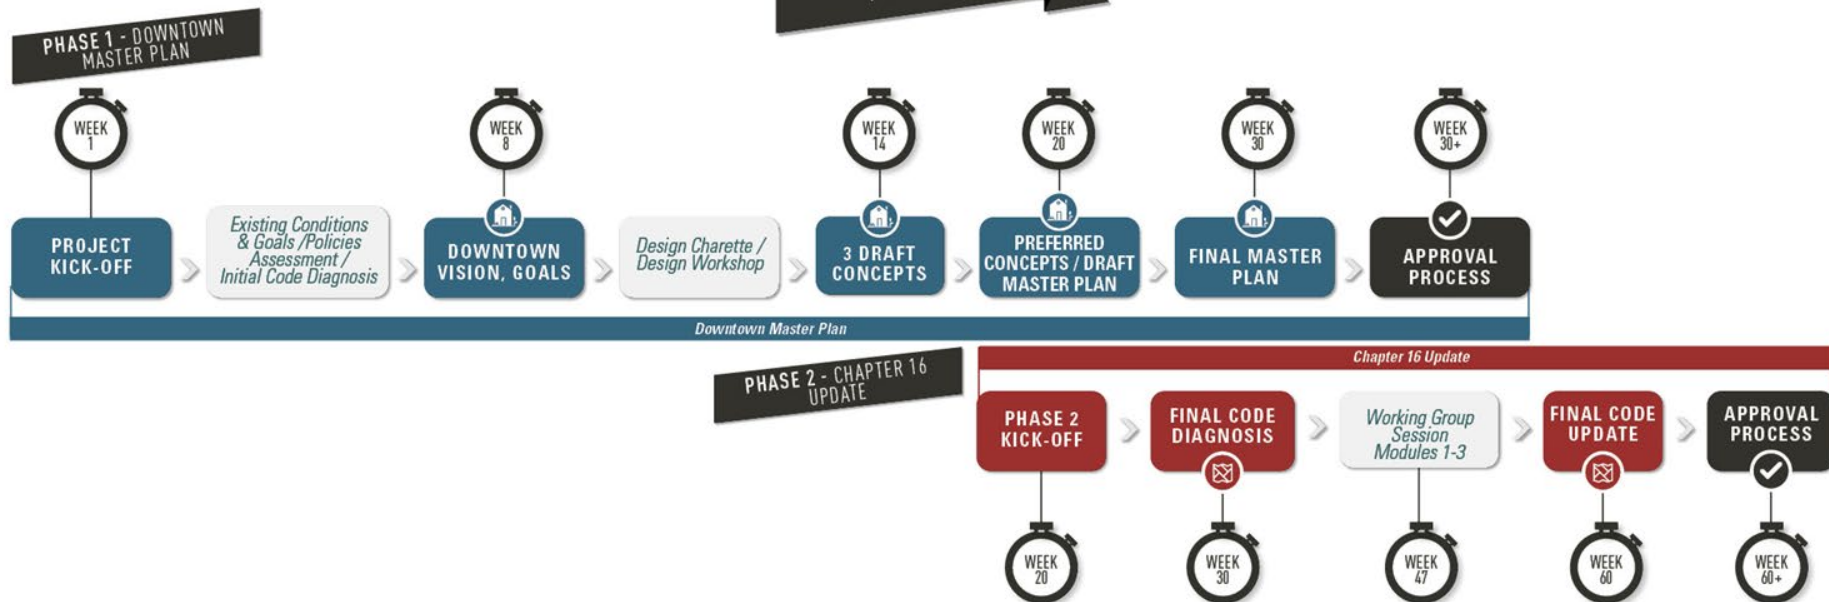 PHASE 1 - DOWNTOWN
MASTER PLAN
WEEK
1
WEEK
8
WEEK
14
WEEK
20
WEEK
30
WEEK
30+
PROJECT
KICK-OFF
Existing Conditions
& Goals /Policies
Assessment /
Initial Code Diagnosis
DOWNTOWN
VISION, GOALS
Design Charette /
Design Workshop
3 DRAFT
CONCEPTS
PREFERRED
CONCEPTS / DRAFT
MASTER PLAN
FINAL MASTER
PLAN
APPROVAL
PROCESS
Downtown Master Plan
PHASE 2 - CHAPTER 16
UPDATE
Chapter 16 Update
PHASE 2
KICK-OFF
FINAL CODE
DIAGNOSIS
Working Group
Session
Modules 1-3
FINAL CODE
UPDATE
APPROVAL
PROCESS
WEEK
20
WEEK
30
WEEK
47
WEEK
60
WEEK
60+